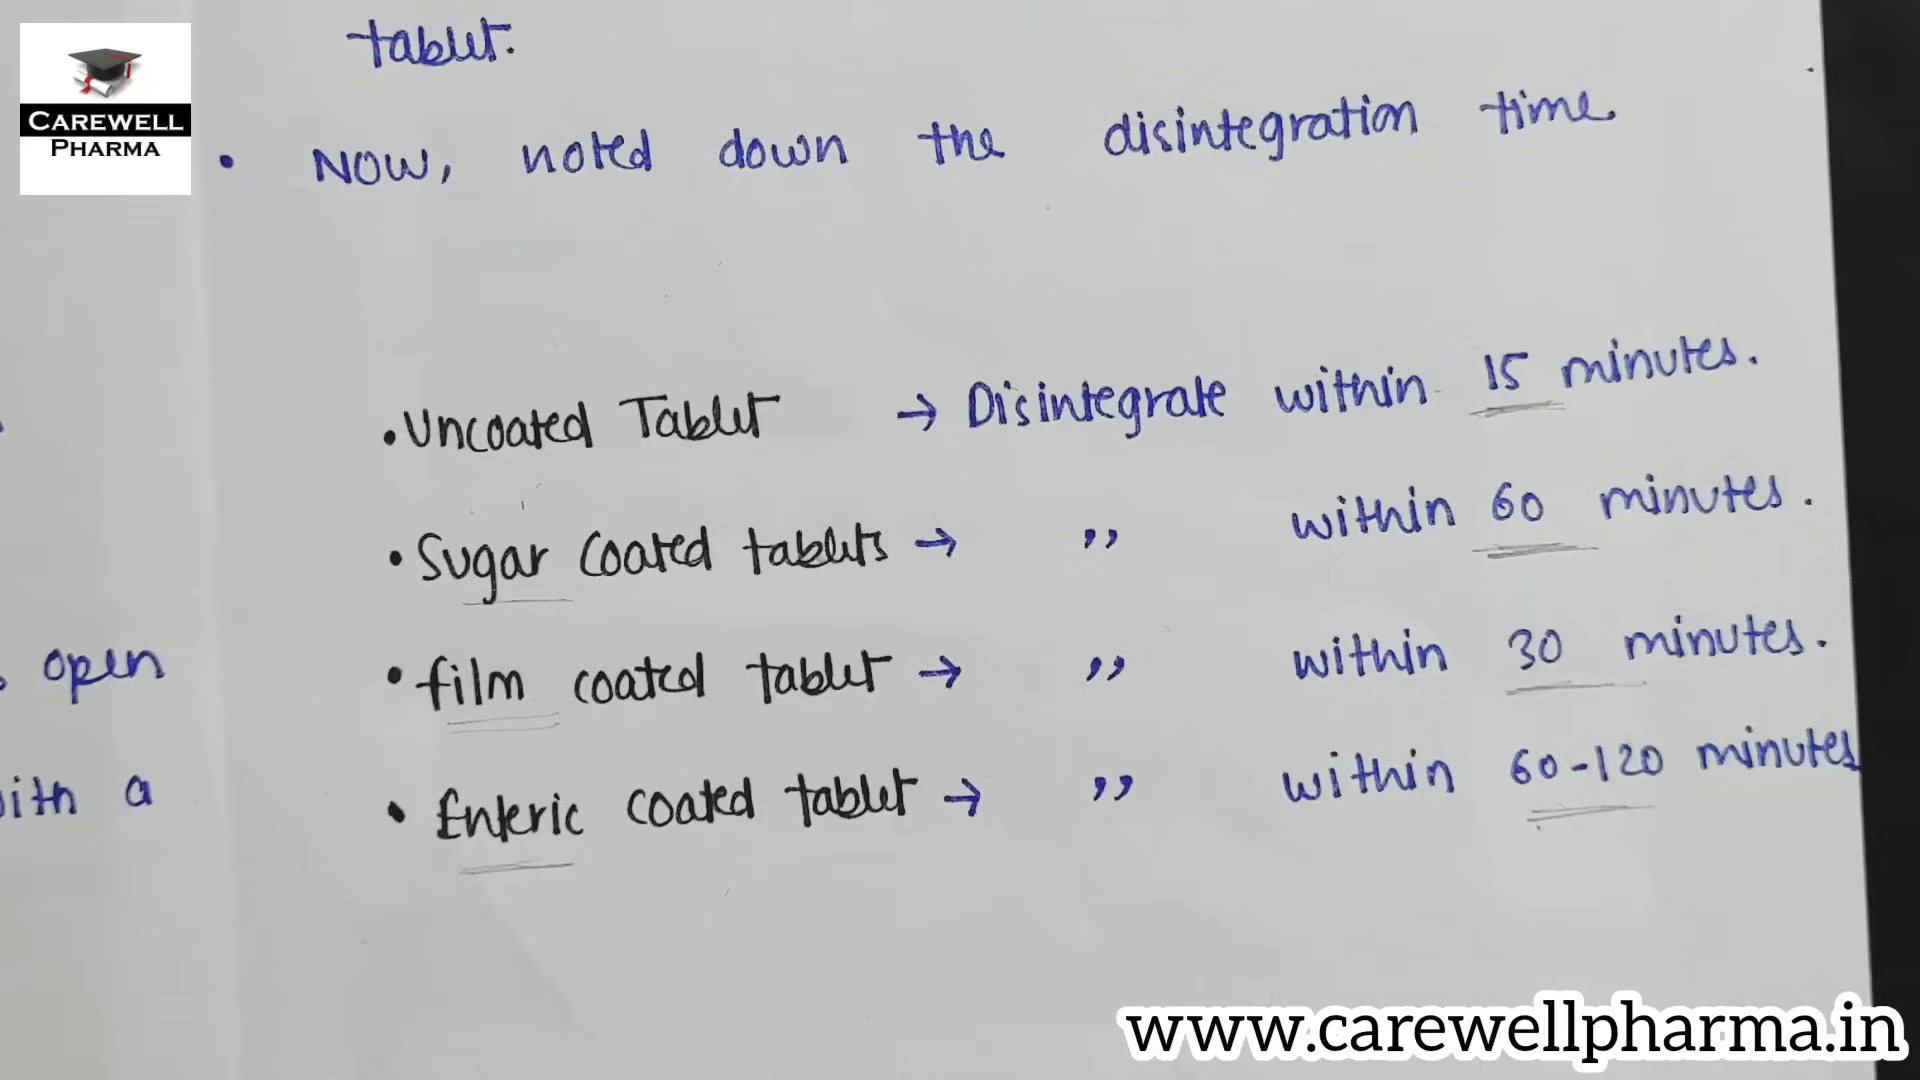 CAREWELL
PHARMA
tablet.
• Now, noted down the disintegration time.
• Uncoated Tablet → Disintegrate within 15 minutes.
• Sugar coated tablets → ,, within 60 minutes.
• film coated tablet → ,, within 30 minutes.
• Enteric coated tablet → ,, within 60-120 minutes
open
with a
www.carewellpharma.in